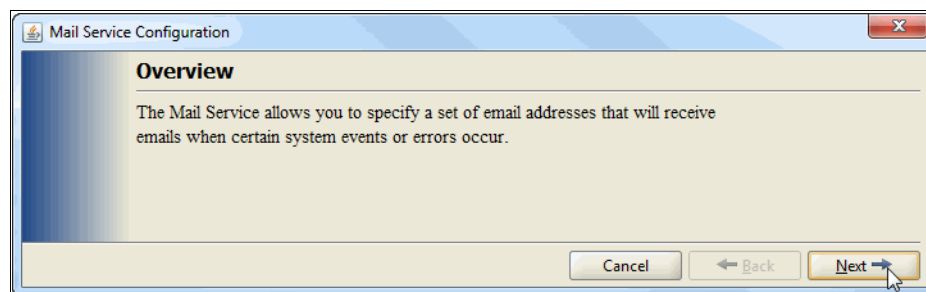 Mail Service Configuration
Overview
The Mail Service allows you to specify a set of email addresses that will receive
emails when certain system events or errors occur.
Cancel
Back
Next